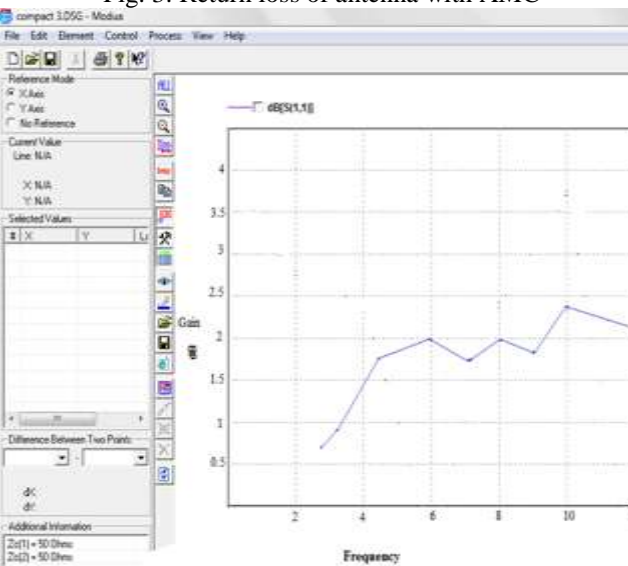 Fig. 5. Return loss of antenna with AMC
compact 3.DSG - Modius
File Edit Element Control Process View Help
Reference Mode
X Axis
Y Axis
No Reference
Current Value
Line: N/A
X: N/A
Y: N/A
Selected Values
# X Y
Difference Between Two Points
-
dX:
dY:
Additional Information
Zc(1) = 50 Ohms
Zc(2) = 50 Ohms
ALL
dB[S(1,1)]
4
3.5
3
2.5
Gain
2
dB
1.5
1
0.5
2 4 6 8 10
Frequency